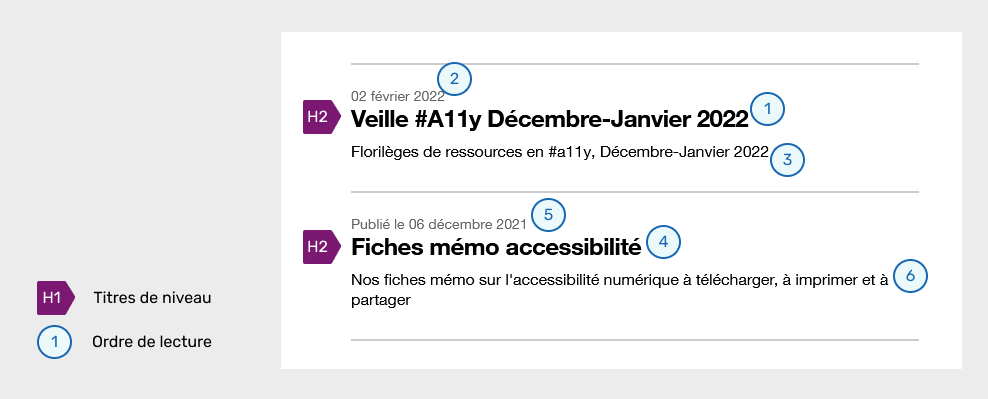 02 février 2022
2
H2
Veille #A11y Décembre-Janvier 2022
1
Florilèges de ressources en #a11y, Décembre-Janvier 2022
3
Publié le 06 décembre 2021
5
H2
Fiches mémo accessibilité
4
Nos fiches mémo sur l'accessibilité numérique à télécharger, à imprimer et à
6
partager
H1
Titres de niveau
1
Ordre de lecture